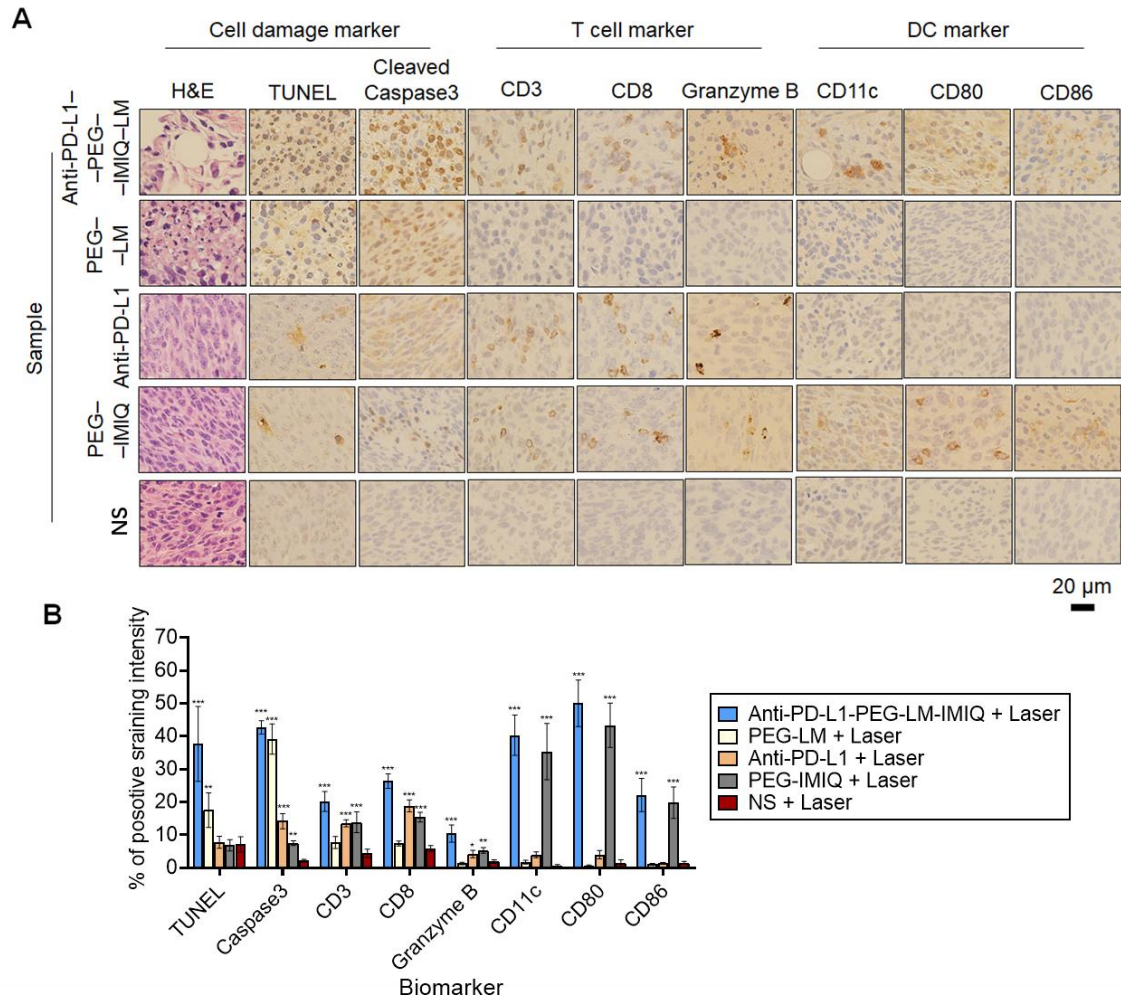 A
Cell damage marker
T cell marker
DC marker
H&E
TUNEL
Cleaved
Caspase3
CD3
CD8
Granzyme B
CD11c
CD80
CD86
Sample
Anti-PD-L1–
–PEG–
–IMIQ–LM
PEG–
–LM
Anti-PD-L1
PEG–
–IMIQ
NS
20 µm
B
% of posotive sraining intensity
70
60
50
40
30
20
10
0
***
**
***
***
***
**
***
***
***
***
***
***
***
*
**
***
***
***
***
***
***
TUNEL
Caspase3
CD3
CD8
Granzyme B
CD11c
CD80
CD86
Biomarker
Anti-PD-L1-PEG-LM-IMIQ + Laser
PEG-LM + Laser
Anti-PD-L1 + Laser
PEG-IMIQ + Laser
NS + Laser